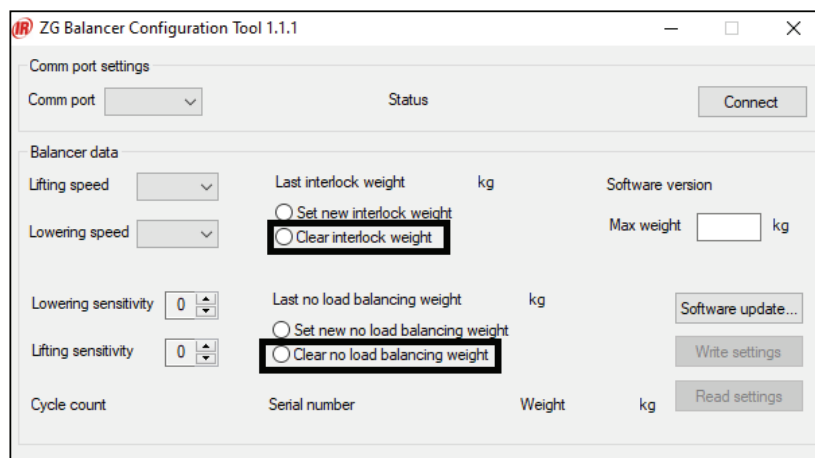 IR ZG Balancer Configuration Tool 1.1.1
Comm port settings
Comm port Status Connect
Balancer data
Lifting speed Last interlock weight kg Software version
Set new interlock weight
Lowering speed Clear interlock weight Max weight kg
Lowering sensitivity 0 Last no load balancing weight kg Software update...
Set new no load balancing weight
Lifting sensitivity 0 Clear no load balancing weight Write settings
Cycle count Serial number Weight kg Read settings